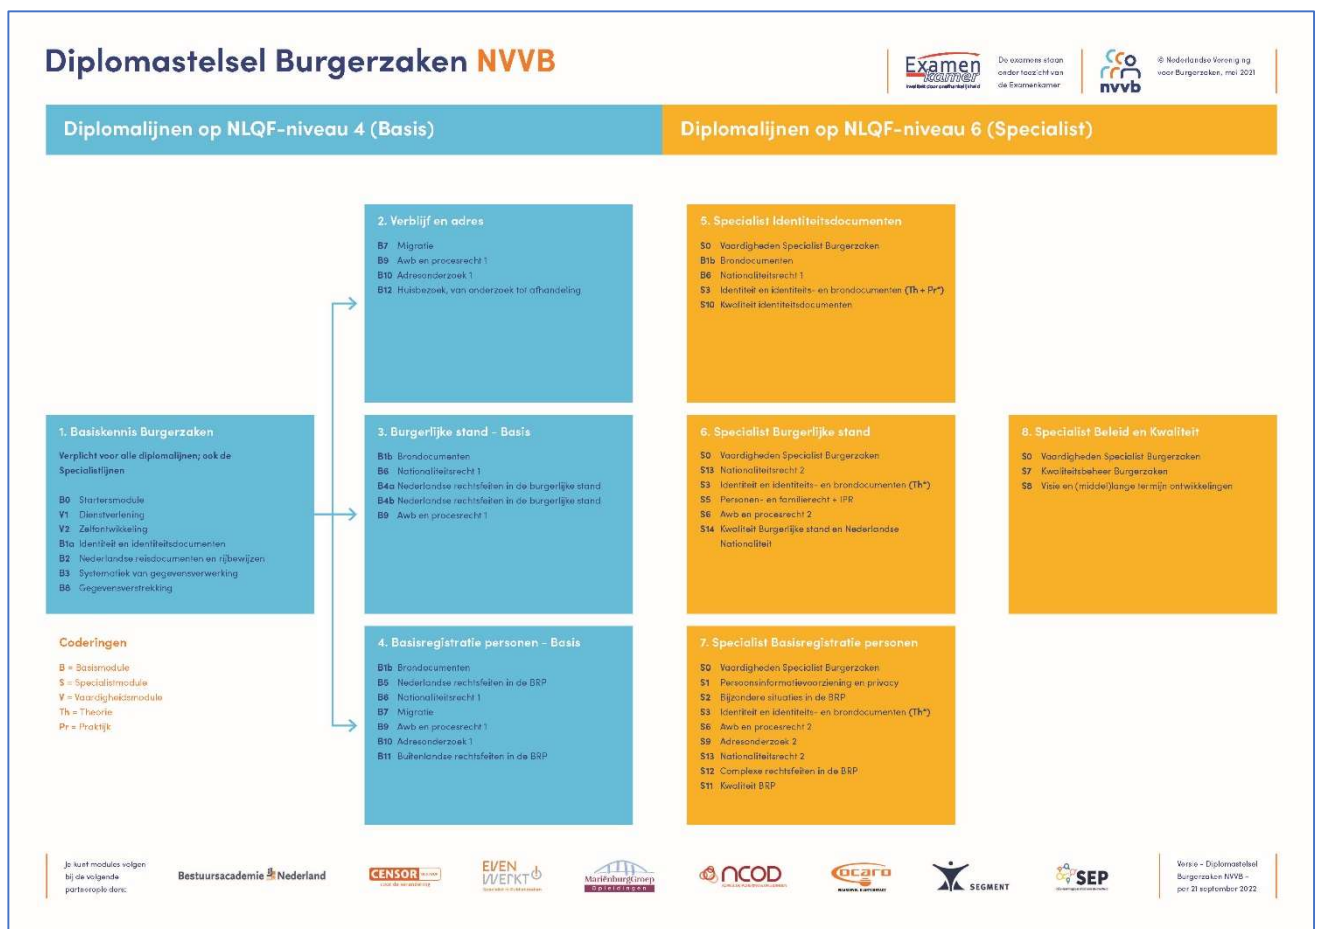 Diplomastelsel Burgerzaken NVVB
Examen
kamer
De examens staan
onder toezicht van
de Examenkamer
nvvb
© Nederlandse Vereniging
voor Burgerzaken, mei 2021
Diplomalijnen op NLQF-niveau 4 (Basis)
Diplomalijnen op NLQF-niveau 6 (Specialist)
1. Basiskennis Burgerzaken
Verplicht voor alle diplomalijnen; ook de
Specialistlijnen
B0 Startersmodule
V1 Dienstverlening
V2 Zelfontwikkeling
B1a Identiteit en identiteitsdocumenten
B2 Nederlandse reisdocumenten en rijbewijzen
B3 Systematiek van gegevensverwerking
B8 Gegevensverstrekking
Coderingen
B = Basismodule
S = Specialistmodule
V = Vaardigheidsmodule
Th = Theorie
Pr = Praktijk
2. Verblijf en adres
B7 Migratie
B9 Awb en procesrecht 1
B10 Adresonderzoek 1
B12 Huisbezoek, van onderzoek tot afhandeling
3. Burgerlijke stand - Basis
B1b Brondocumenten
B6 Nationaliteitsrecht 1
B4a Nederlandse rechtsfeiten in de burgerlijke stand
B4b Nederlandse rechtsfeiten in de burgerlijke stand
B9 Awb en procesrecht 1
4. Basisregistratie personen - Basis
B1b Brondocumenten
B5 Nederlandse rechtsfeiten in de BRP
B6 Nationaliteitsrecht 1
B7 Migratie
B9 Awb en procesrecht 1
B10 Adresonderzoek 1
B11 Buitenlandse rechtsfeiten in de BRP
5. Specialist Identiteitsdocumenten
S0 Vaardigheden Specialist Burgerzaken
B1b Brondocumenten
B6 Nationaliteitsrecht 1
S3 Identiteit en identiteits- en brondocumenten (Th + Pr*)
S10 Kwaliteit identiteitsdocumenten
6. Specialist Burgerlijke stand
S0 Vaardigheden Specialist Burgerzaken
S13 Nationaliteitsrecht 2
S3 Identiteit en identiteits- en brondocumenten (Th*)
S5 Personen- en familierecht + IPR
S6 Awb en procesrecht 2
S14 Kwaliteit Burgerlijke stand en Nederlandse
Nationaliteit
7. Specialist Basisregistratie personen
S0 Vaardigheden Specialist Burgerzaken
S1 Persoonsinformatievoorziening en privacy
S2 Bijzondere situaties in de BRP
S3 Identiteit en identiteits- en brondocumenten (Th*)
S6 Awb en procesrecht 2
S9 Adresonderzoek 2
S13 Nationaliteitsrecht 2
S12 Complexe rechtsfeiten in de BRP
S11 Kwaliteit BRP
8. Specialist Beleid en Kwaliteit
S0 Vaardigheden Specialist Burgerzaken
S7 Kwaliteitsbeheer Burgerzaken
S8 Visie en (middel)lange termijn ontwikkelingen
Je kunt modules volgen
bij de volgende
partneropleiders:
Bestuursacademie Nederland
CENSOR
EVEN
WERKT
MariënburgGroep
Opleidingen
NCOD
ocaro
SEGMENT
SEP
Versie - Diplomastelsel
Burgerzaken NVVB -
per 21 september 2022